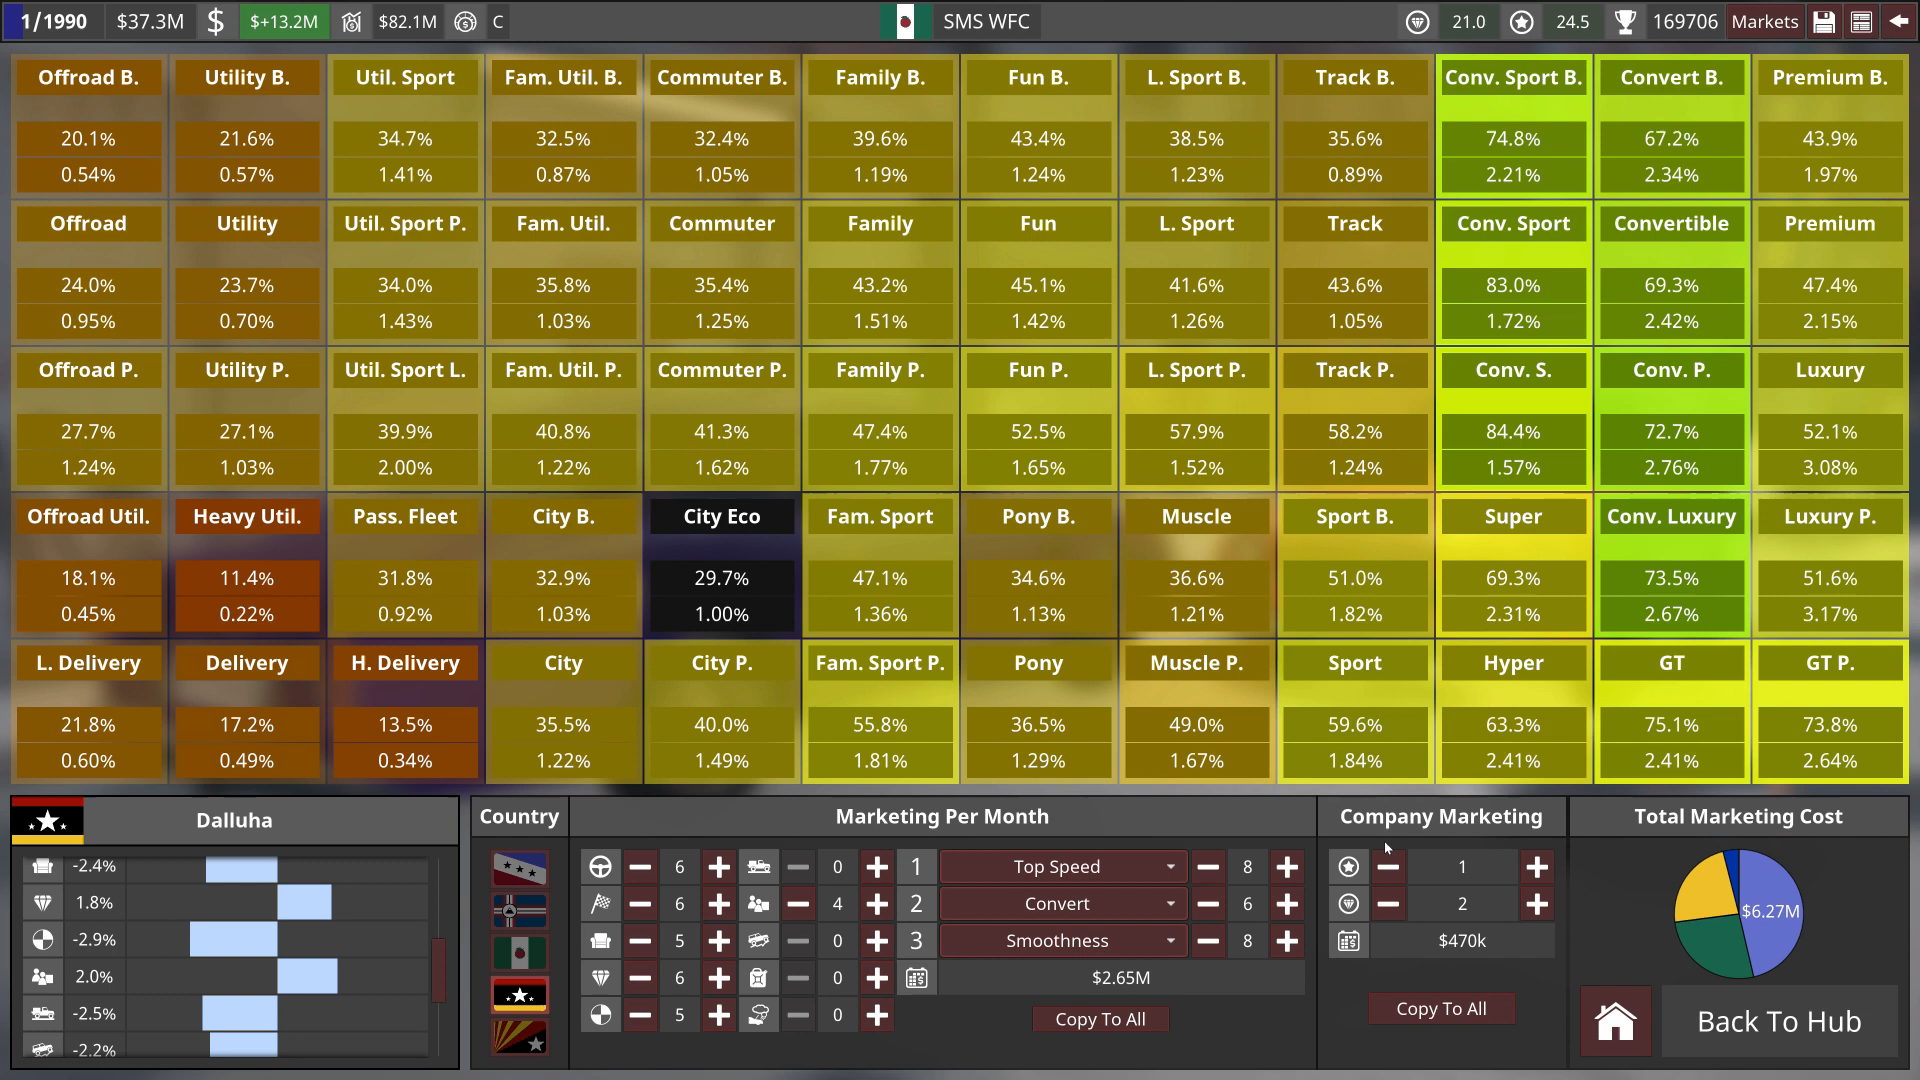 1/1990 $37.3M $+13.2M $82.1M C SMS WFC 21.0 24.5 169706 Markets
Offroad B. Utility B. Util. Sport Fam. Util. B. Commuter B. Family B. Fun B. L. Sport B. Track B. Conv. Sport B. Convert B. Premium B.
20.1% 21.6% 34.7% 32.5% 32.4% 39.6% 43.4% 38.5% 35.6% 74.8% 67.2% 43.9%
0.54% 0.57% 1.41% 0.87% 1.05% 1.19% 1.24% 1.23% 0.89% 2.21% 2.34% 1.97%
Offroad Utility Util. Sport P. Fam. Util. Commuter Family Fun L. Sport Track Conv. Sport Convertible Premium
24.0% 23.7% 34.0% 35.8% 35.4% 43.2% 45.1% 41.6% 43.6% 83.0% 69.3% 47.4%
0.95% 0.70% 1.43% 1.03% 1.25% 1.51% 1.42% 1.26% 1.05% 1.72% 2.42% 2.15%
Offroad P. Utility P. Util. Sport L. Fam. Util. P. Commuter P. Family P. Fun P. L. Sport P. Track P. Conv. S. Conv. P. Luxury
27.7% 27.1% 39.9% 40.8% 41.3% 47.4% 52.5% 57.9% 58.2% 84.4% 72.7% 52.1%
1.24% 1.03% 2.00% 1.22% 1.62% 1.77% 1.65% 1.52% 1.24% 1.57% 2.76% 3.08%
Offroad Util. Heavy Util. Pass. Fleet City B. City Eco Fam. Sport Pony B. Muscle Sport B. Super Conv. Luxury Luxury P.
18.1% 11.4% 31.8% 32.9% 29.7% 47.1% 34.6% 36.6% 51.0% 69.3% 73.5% 51.6%
0.45% 0.22% 0.92% 1.03% 1.00% 1.36% 1.13% 1.21% 1.82% 2.31% 2.67% 3.17%
L. Delivery Delivery H. Delivery City City P. Fam. Sport P. Pony Muscle P. Sport Hyper GT GT P.
21.8% 17.2% 13.5% 35.5% 40.0% 55.8% 36.5% 49.0% 59.6% 63.3% 75.1% 73.8%
0.60% 0.49% 0.34% 1.22% 1.49% 1.81% 1.29% 1.67% 1.84% 2.41% 2.41% 2.64%
Dalluha
-2.4%
1.8%
-2.9%
2.0%
-2.5%
-2.2%
Country
Marketing Per Month
6 0 1 Top Speed 8
6 4 2 Convert 6
5 0 3 Smoothness 8
6 0 $2.65M
5 0 Copy To All
Company Marketing
1
2
$470k
Copy To All
Total Marketing Cost
$6.27M
Back To Hub